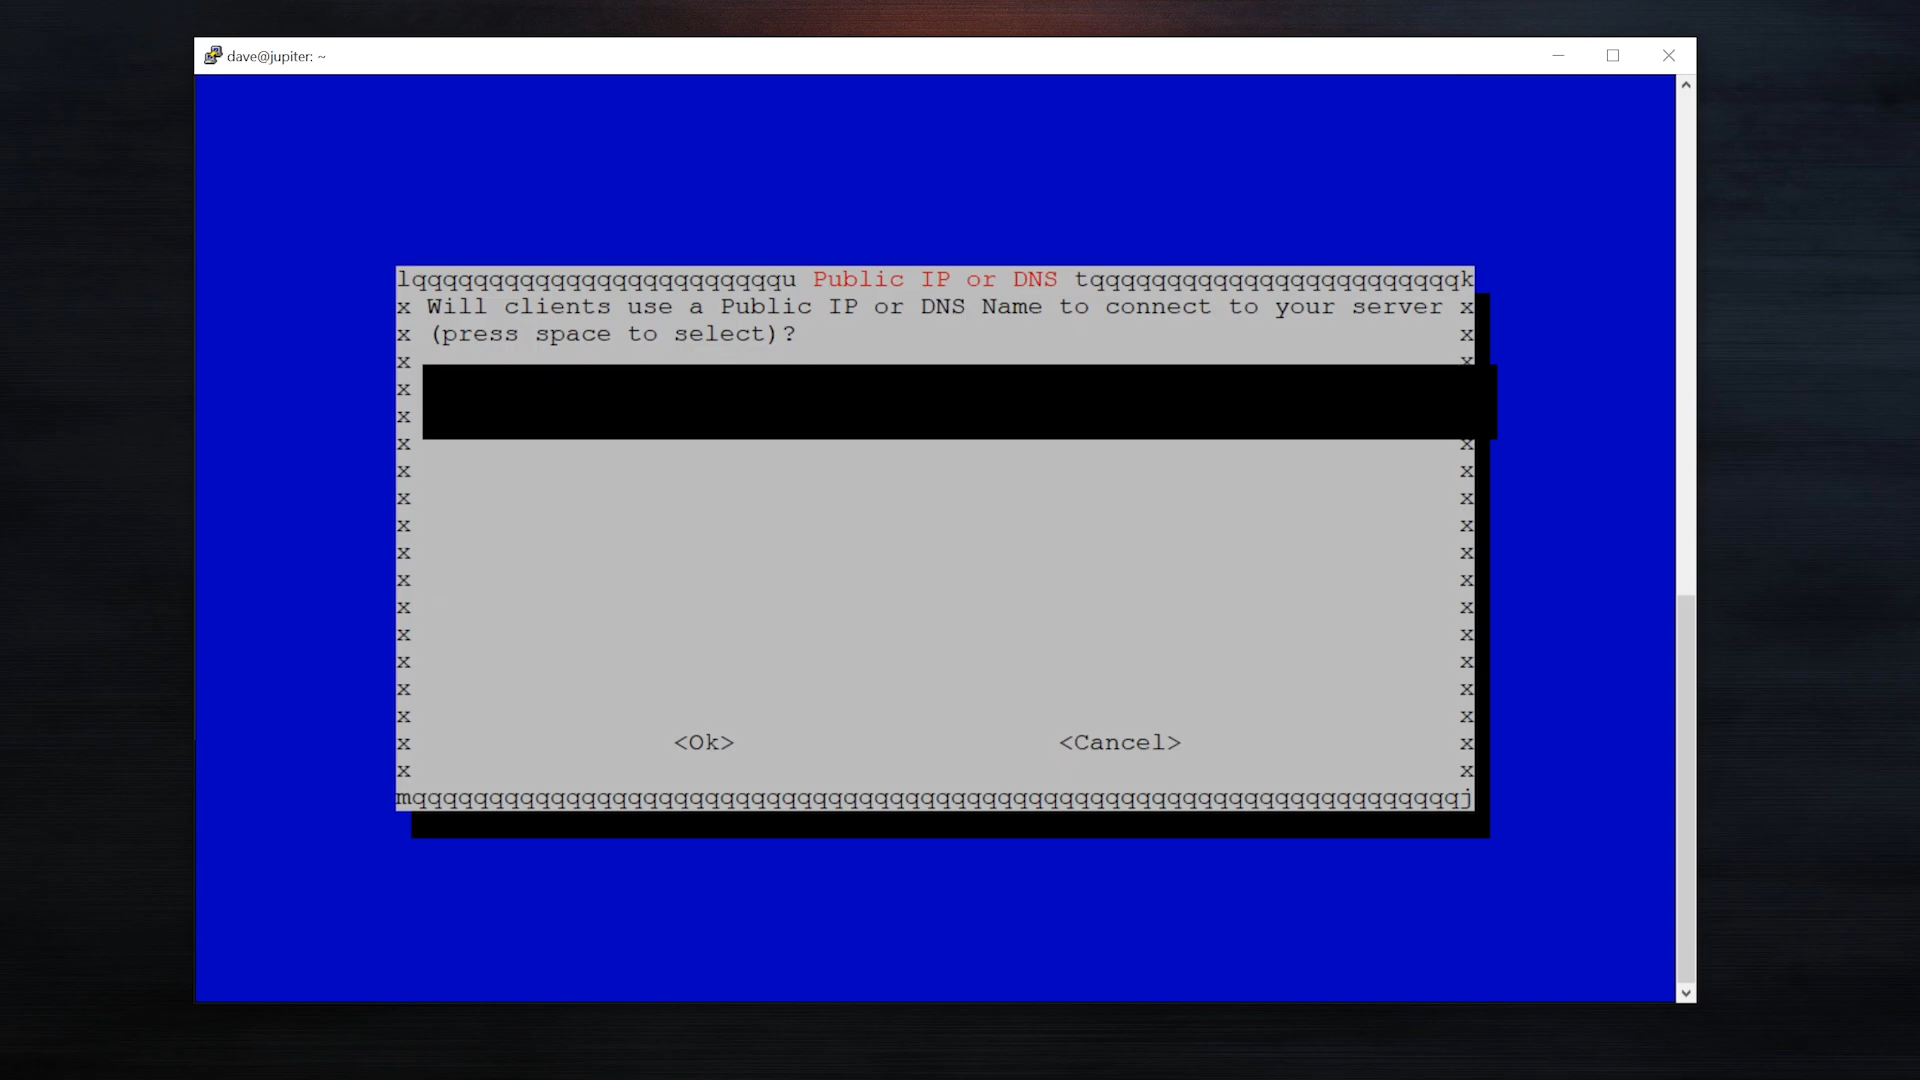 dave@jupiter: ~
lqqqqqqqqqqqqqqqqqqqqqqqqu Public IP or DNS tqqqqqqqqqqqqqqqqqqqqqqqqk
x Will clients use a Public IP or DNS Name to connect to your server x
x (press space to select)? x
x x
x
x
x x
x x
x x
x x
x x
x x
x x
x x
x x
x x
x x
x <Ok> <Cancel> x
x x
mqqqqqqqqqqqqqqqqqqqqqqqqqqqqqqqqqqqqqqqqqqqqqqqqqqqqqqqqqqqqqqqqqqqqj